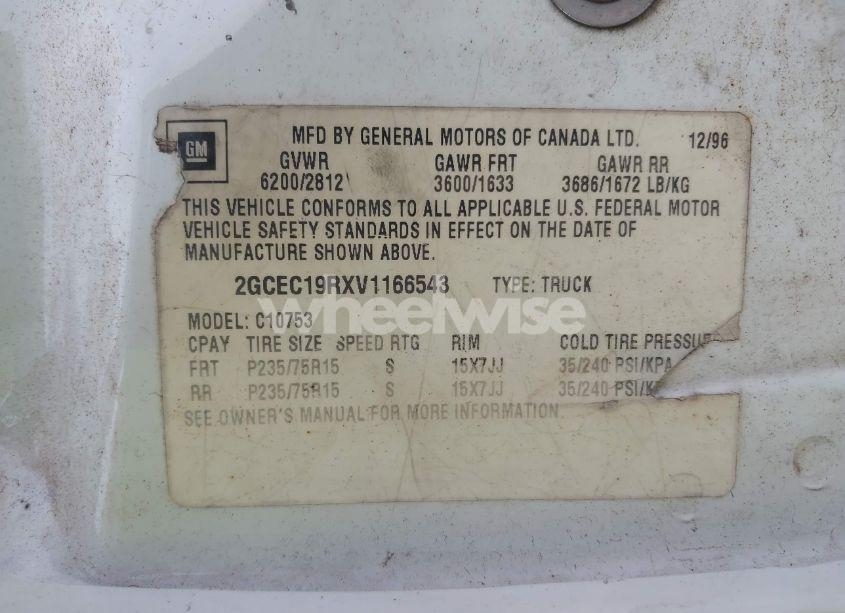 GM
MFD BY GENERAL MOTORS OF CANADA LTD. 12/96
GVWR GAWR FRT GAWR RR
6200/2812 3600/1633 3686/1672 LB/KG
THIS VEHICLE CONFORMS TO ALL APPLICABLE U.S. FEDERAL MOTOR
VEHICLE SAFETY STANDARDS IN EFFECT ON THE DATE OF
MANUFACTURE SHOWN ABOVE.
2GCEC19RXV1166543 TYPE: TRUCK
wheelwise
MODEL: C10753
CPAY TIRE SIZE SPEED RTG RIM COLD TIRE PRESSURE
FRT P235/75R15 S 15X7JJ 35/240 PSI/KPA
RR P235/75R15 S 15X7JJ 35/240 PSI/K
SEE OWNER'S MANUAL FOR MORE INFORMATION.